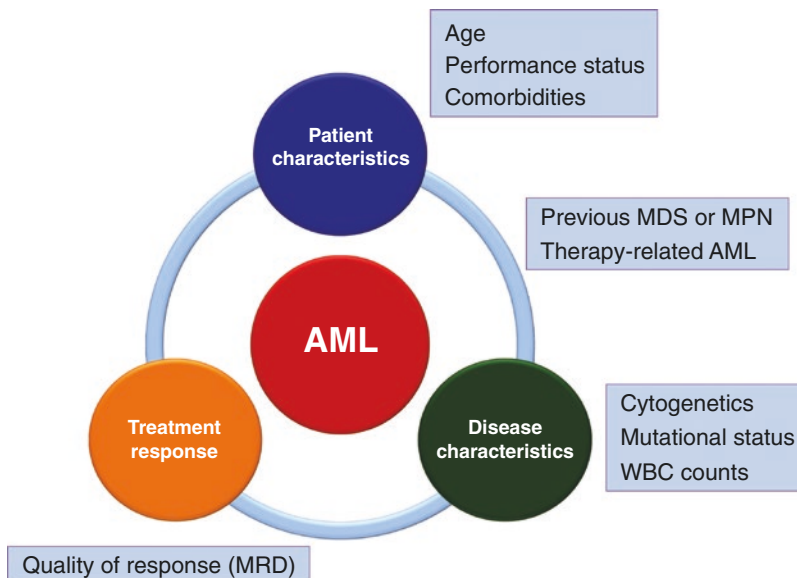 Age
Performance status
Comorbidities
Patient
characteristics
Previous MDS or MPN
Therapy-related AML
AML
Treatment
response
Disease
characteristics
Cytogenetics
Mutational status
WBC counts
Quality of response (MRD)